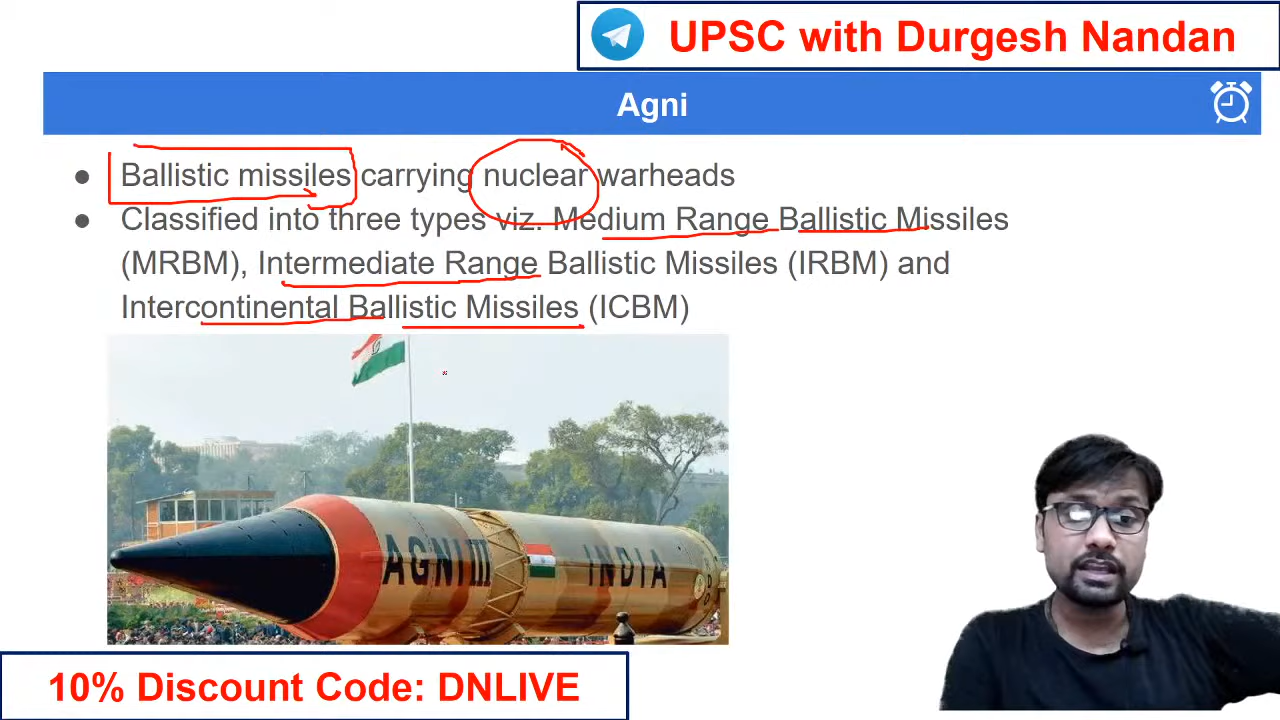 UPSC with Durgesh Nandan
Agni
● Ballistic missiles carrying nuclear warheads
● Classified into three types viz. Medium Range Ballistic Missiles
(MRBM), Intermediate Range Ballistic Missiles (IRBM) and
Intercontinental Ballistic Missiles (ICBM)
AGNI III INDIA
10% Discount Code: DNLIVE